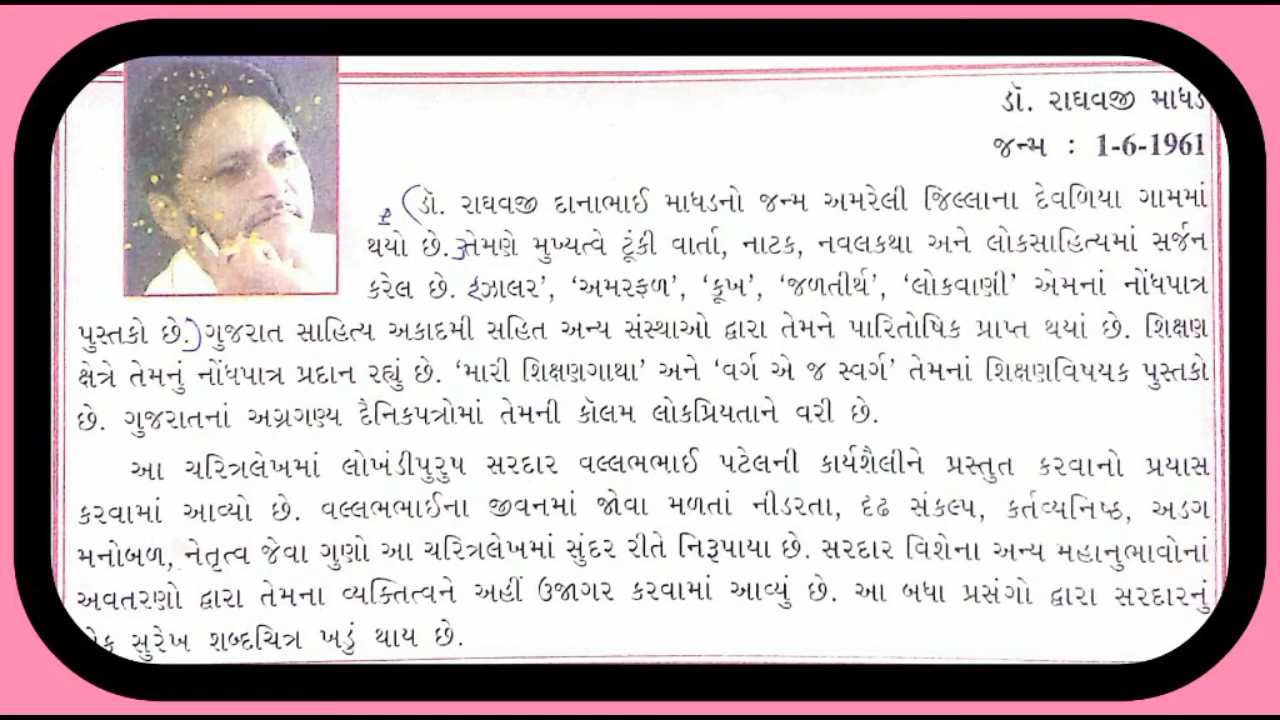 ડૉ. રાઘવજી માધડ
જન્મ : 1-6-1961
ડૉ. રાઘવજી દાનાભાઈ માધડનો જન્મ અમરેલી જિલ્લાના દેવળિયા ગામમાં
થયો છે. તેમણે મુખ્યત્વે ટૂંકી વાર્તા, નાટક, નવલકથા અને લોકસાહિત્યમાં સર્જન
કરેલ છે. ‘ઝાલર’, ‘અમરફળ’, ‘કૂખ’, ‘જળતીર્થ’, ‘લોકવાણી’ એમનાં નોંધપાત્ર
પુસ્તકો છે. ગુજરાત સાહિત્ય અકાદમી સહિત અન્ય સંસ્થાઓ દ્વારા તેમને પારિતોષિક પ્રાપ્ત થયાં છે. શિક્ષણ
ક્ષેત્રે તેમનું નોંધપાત્ર પ્રદાન રહ્યું છે. ‘મારી શિક્ષણગાથા’ અને ‘વર્ગ એ જ સ્વર્ગ’ તેમનાં શિક્ષણવિષયક પુસ્તકો
છે. ગુજરાતનાં અગ્રગણ્ય દૈનિકપત્રોમાં તેમની કૉલમ લોકપ્રિયતાને વરી છે.
આ ચરિત્રલેખમાં લોખંડીપુરુષ સરદાર વલ્લભભાઈ પટેલની કાર્યશૈલીને પ્રસ્તુત કરવાનો પ્રયાસ
કરવામાં આવ્યો છે. વલ્લભભાઈના જીવનમાં જોવા મળતાં નીડરતા, દૃઢ સંકલ્પ, કર્તવ્યનિષ્ઠ, અડગ
મનોબળ, નેતૃત્વ જેવા ગુણો આ ચરિત્રલેખમાં સુંદર રીતે નિરૂપાયા છે. સરદાર વિશેના અન્ય મહાનુભાવોનાં
અવતરણો દ્વારા તેમના વ્યક્તિત્વને અહીં ઉજાગર કરવામાં આવ્યું છે. આ બધા પ્રસંગો દ્વારા સરદારનું
સુરેખ શબ્દચિત્ર ખડું થાય છે.